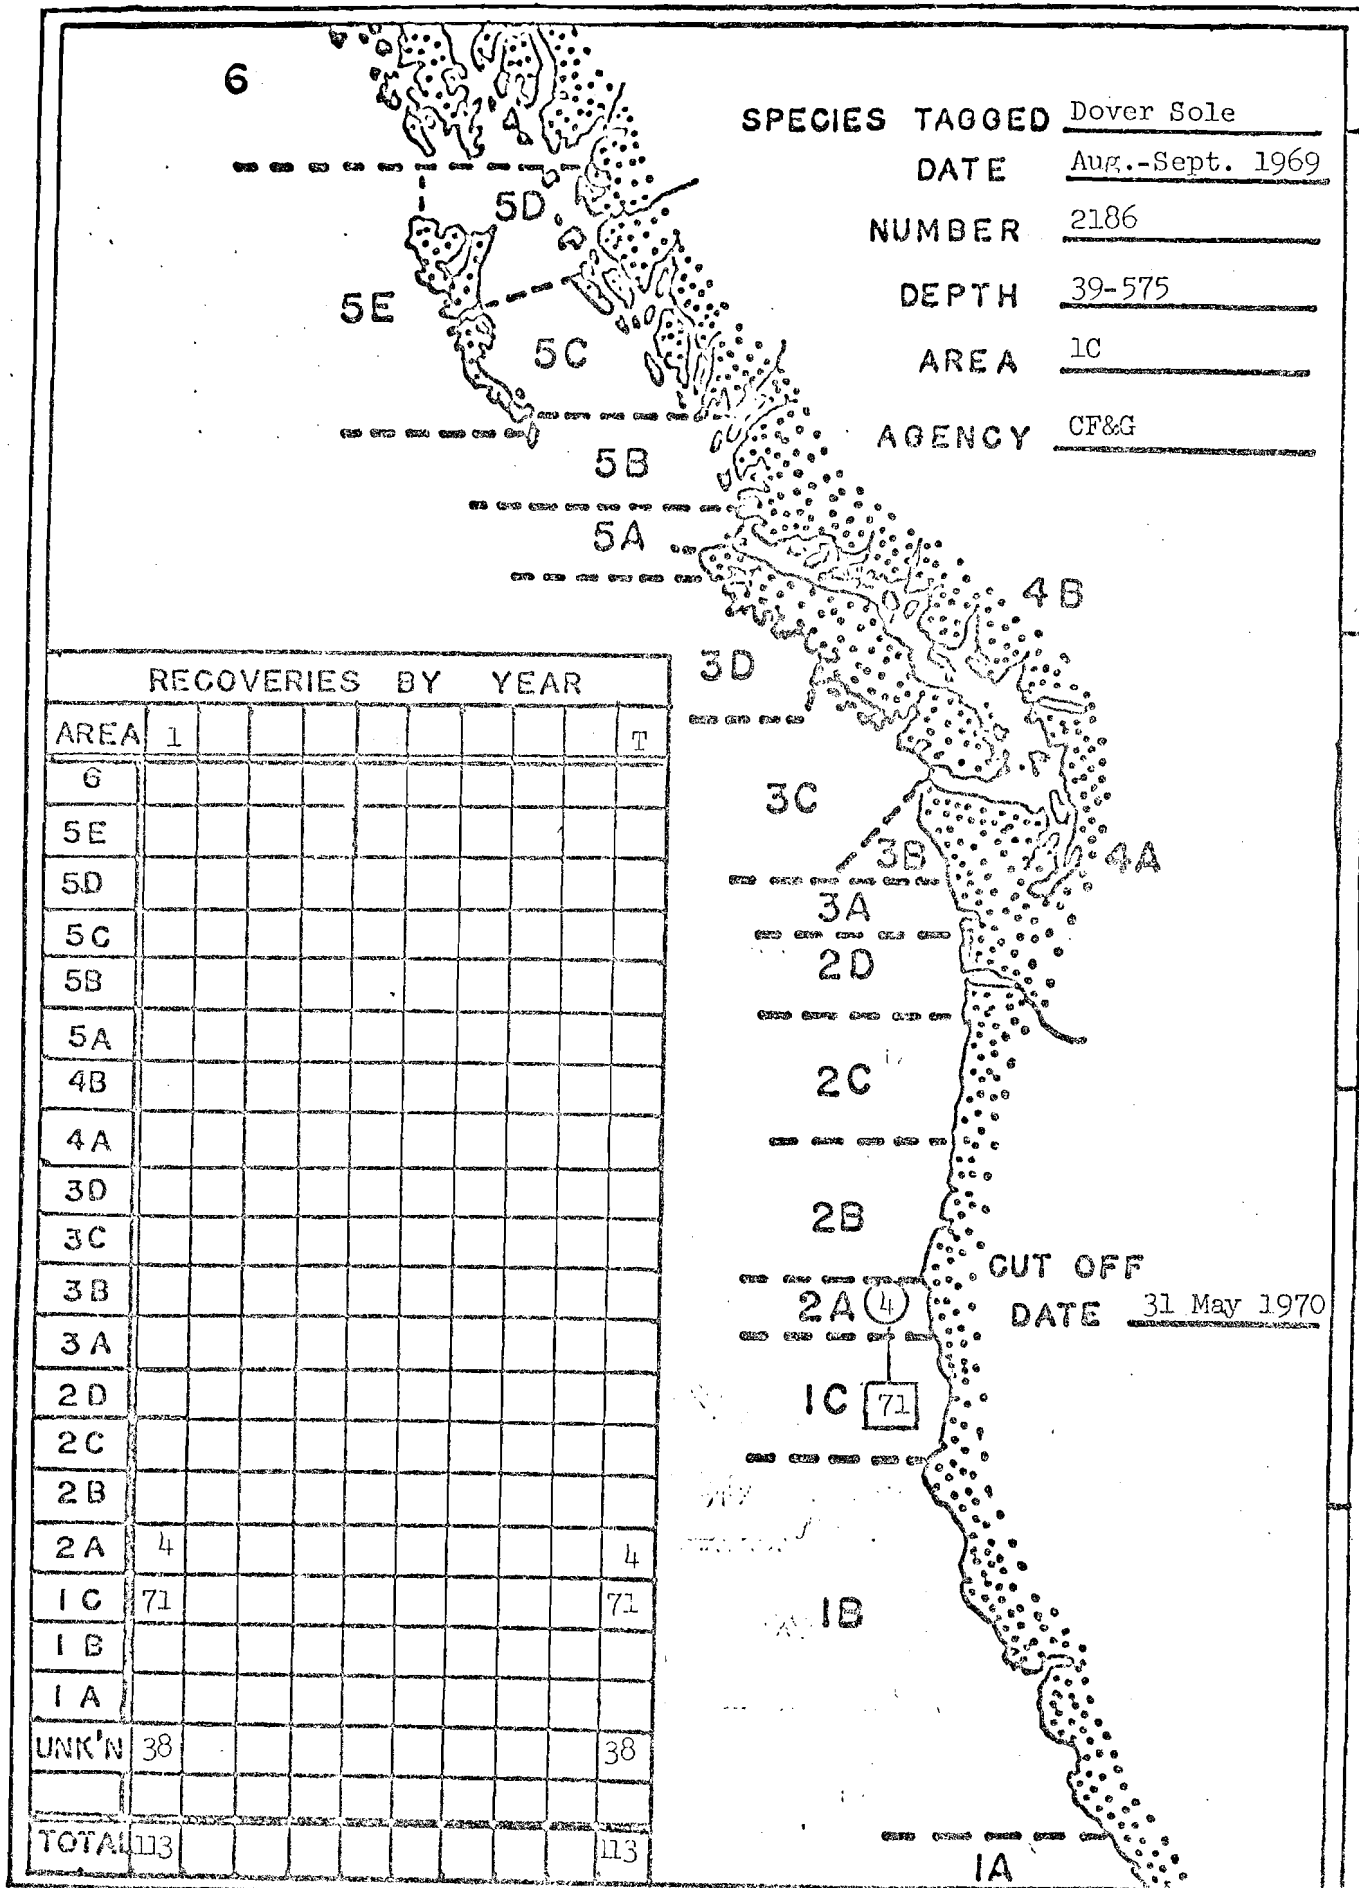 6
SPECIES TAGGED Dover Sole
DATE Aug.-Sept. 1969
NUMBER 2186
DEPTH 39-575
AREA 1C
AGENCY CF&G
5D
5E
5C
5B
5A
4B
3D
3C
3B
4A
3A
2D
2C
2B
CUT OFF
DATE 31 May 1970
2A 4
1C 71
1B
1A
RECOVERIES BY YEAR
AREA 1 T
6
5E
5D
5C
5B
5A
4B
4A
3D
3C
3B
3A
2D
2C
2B
2A 4 4
1C 71 71
1B
1A
UNK'N 38 38
TOTAL 113 113